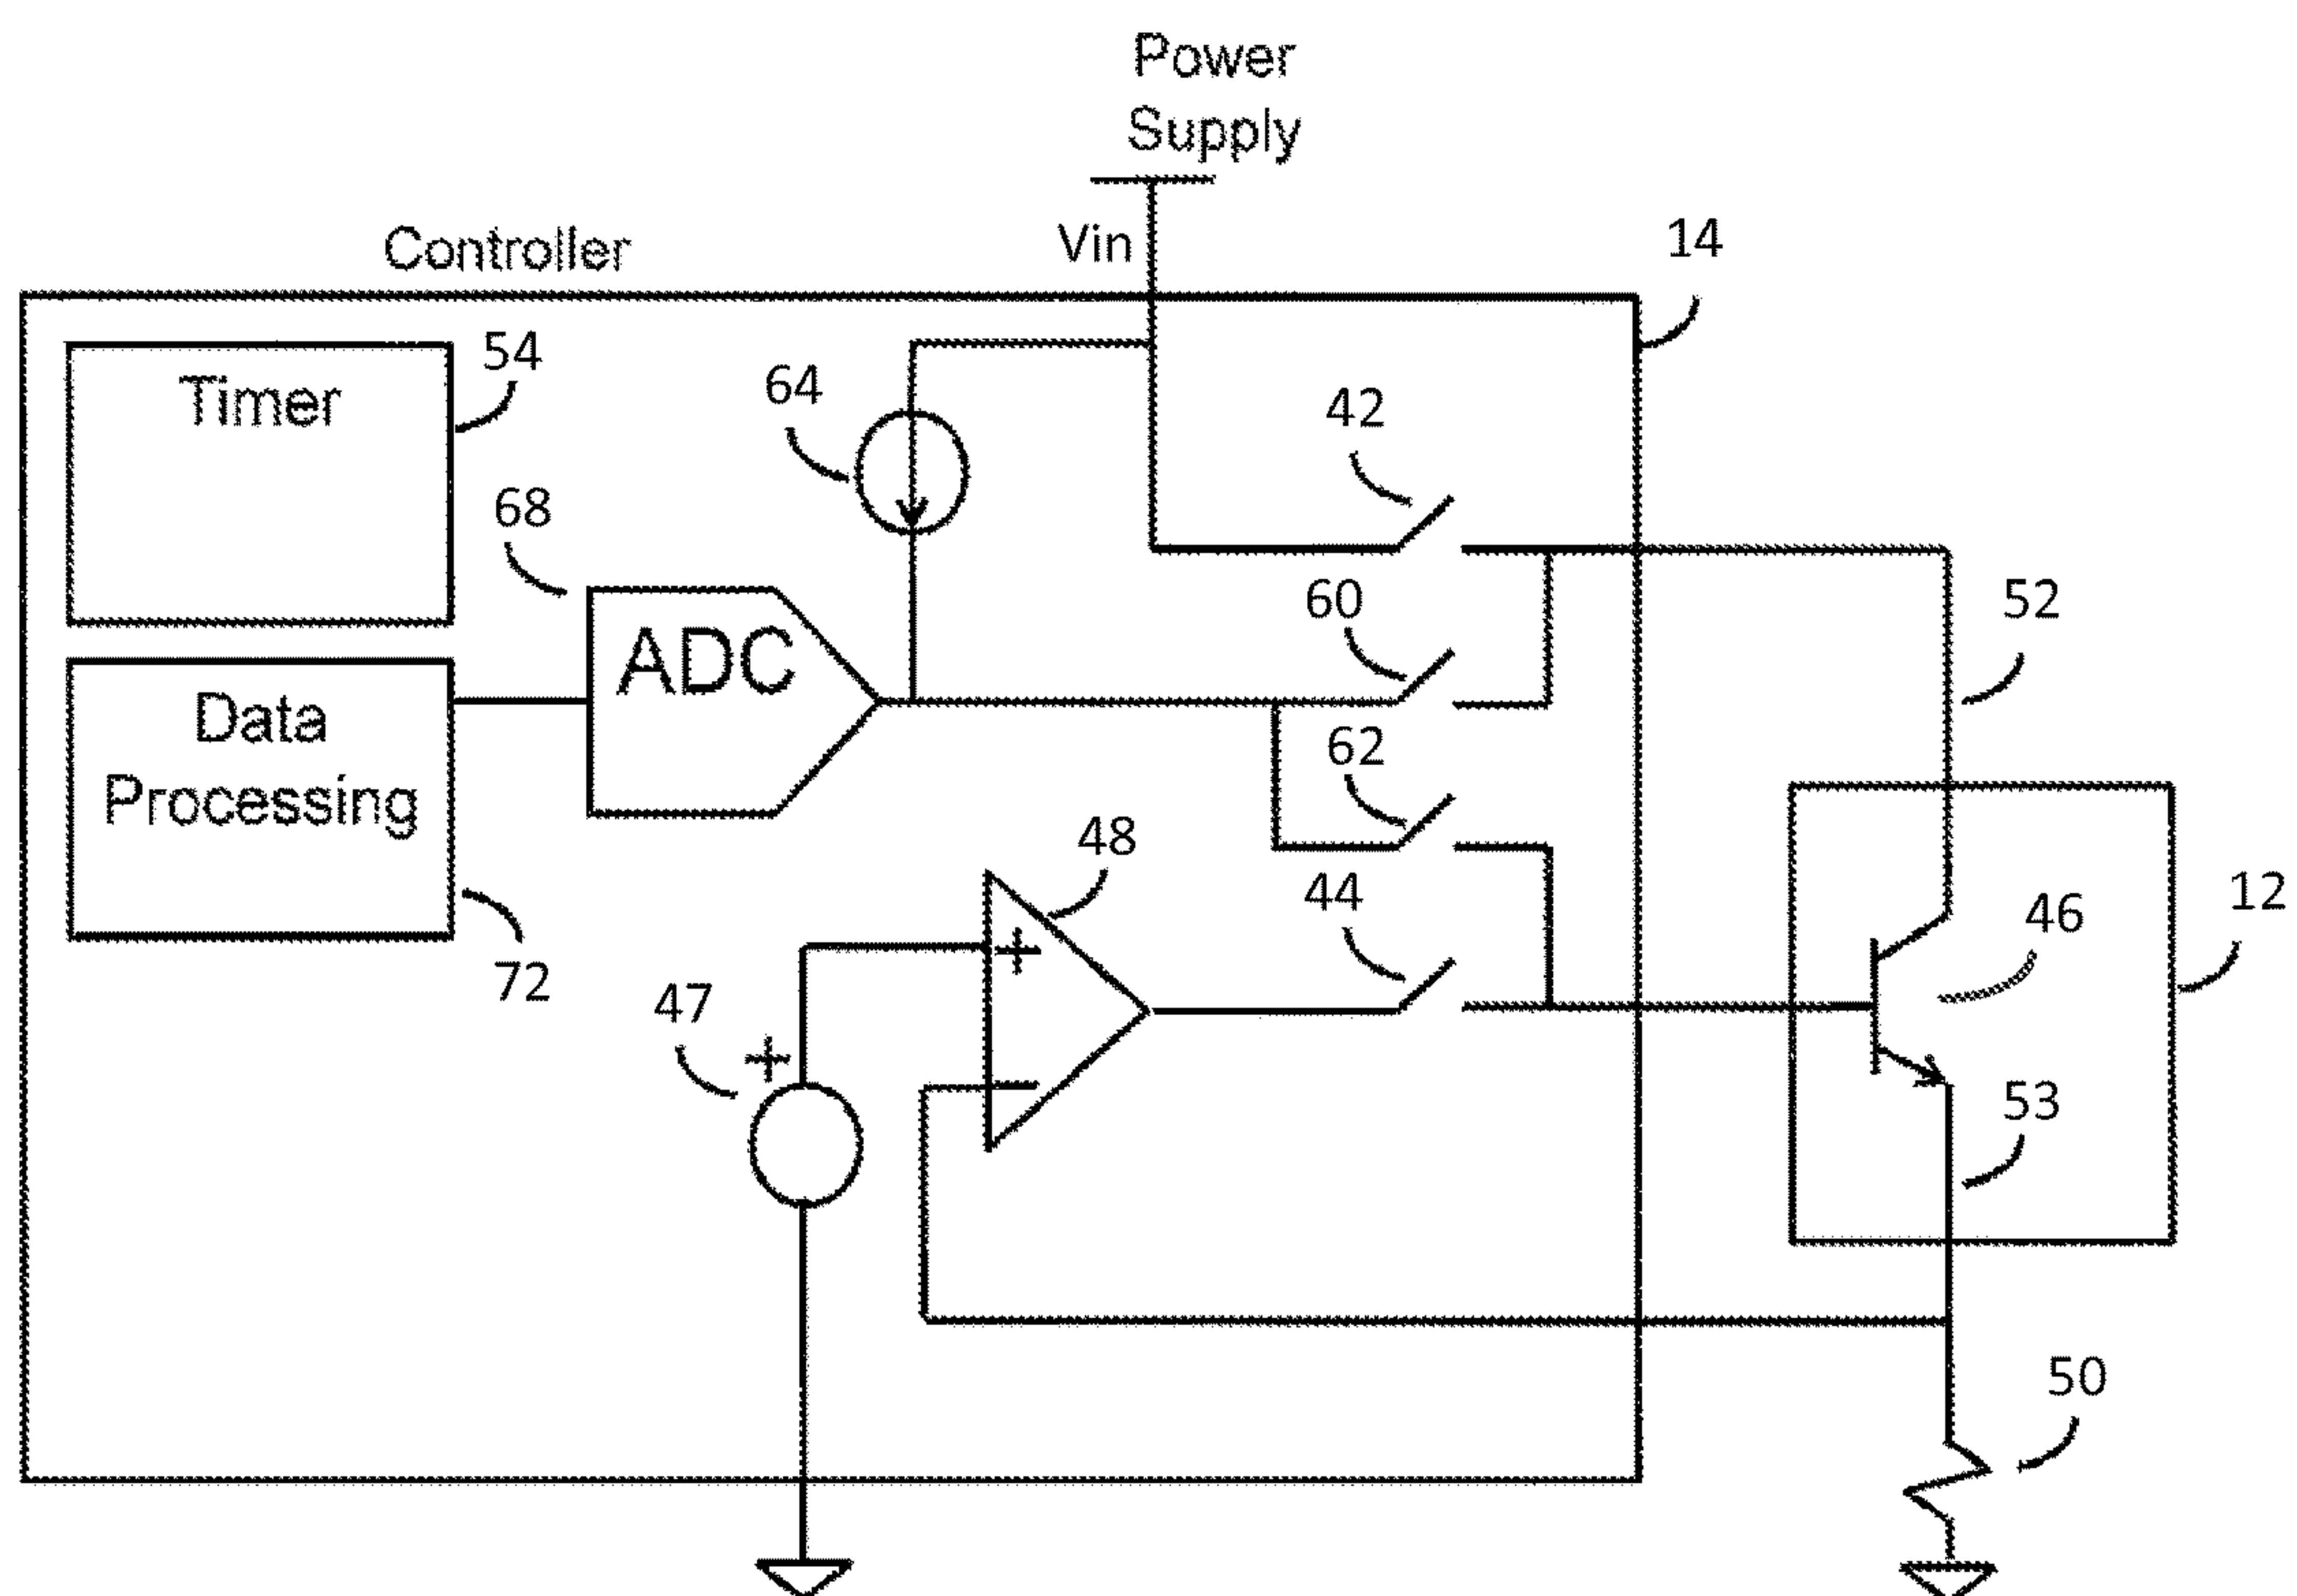 Power
Supply
Vin
Controller
14
Timer
54
64
42
68
ADC
60
52
Data
Processing
62
48
44
12
46
72
47
+
+
−
53
50